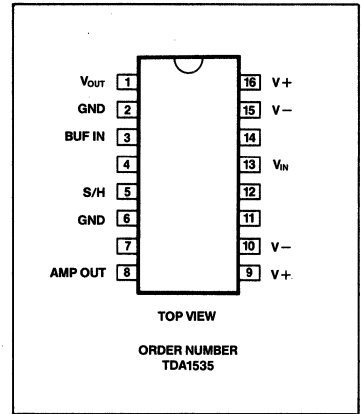 VOUT 1 16 V+
GND 2 15 V−
BUF IN 3 14
4 13 VIN
S/H 5 12
GND 6 11
7 10 V−
AMP OUT 8 9 V+
TOP VIEW
ORDER NUMBER
TDA1535